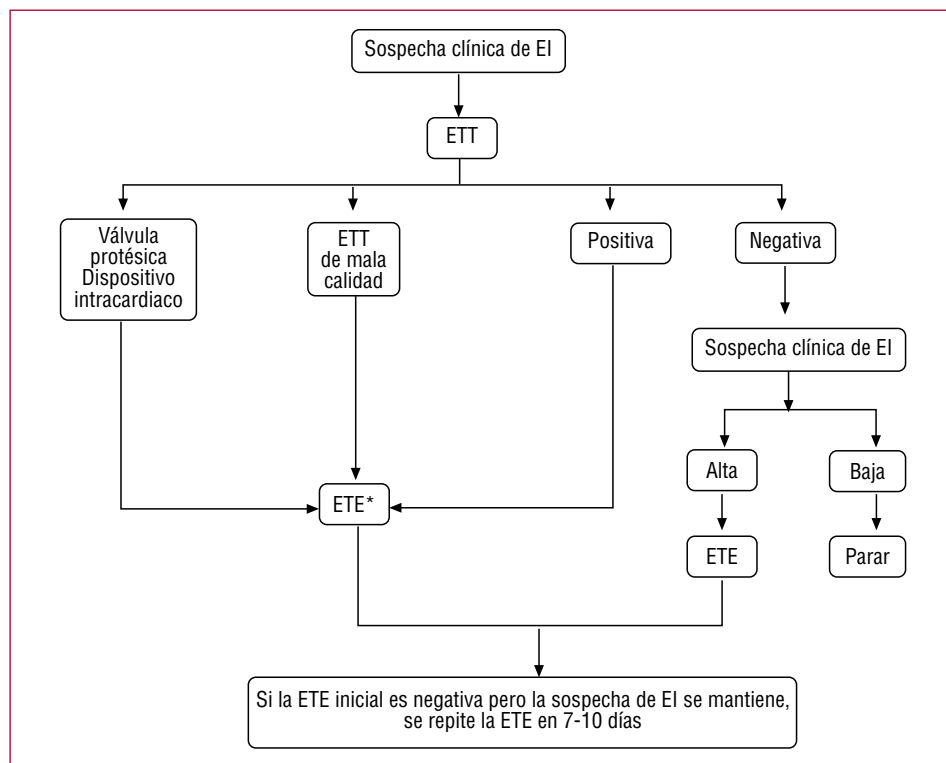 Sospecha clínica de EI
ETT
Válvula
protésica
Dispositivo
intracardiaco
ETT
de mala
calidad
Positiva
Negativa
Sospecha clínica de EI
Alta
Baja
ETE*
ETE
Parar
Si la ETE inicial es negativa pero la sospecha de EI se mantiene,
se repite la ETE en 7-10 días